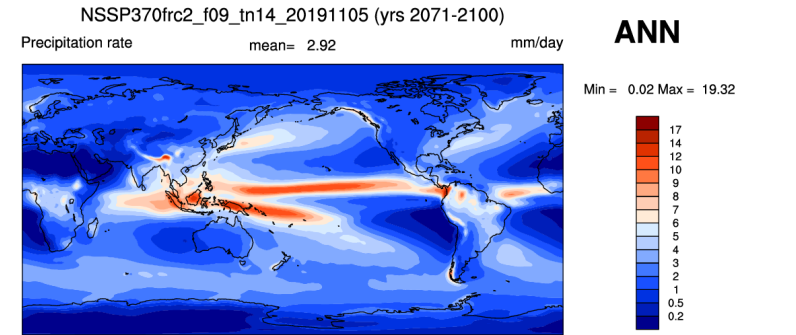 NSSP370frc2_f09_tn14_20191105 (yrs 2071-2100)
Precipitation rate
mean= 2.92
mm/day
ANN
Min = 0.02 Max = 19.32
17
14
12
10
9
8
7
6
5
4
3
2
1
0.5
0.2